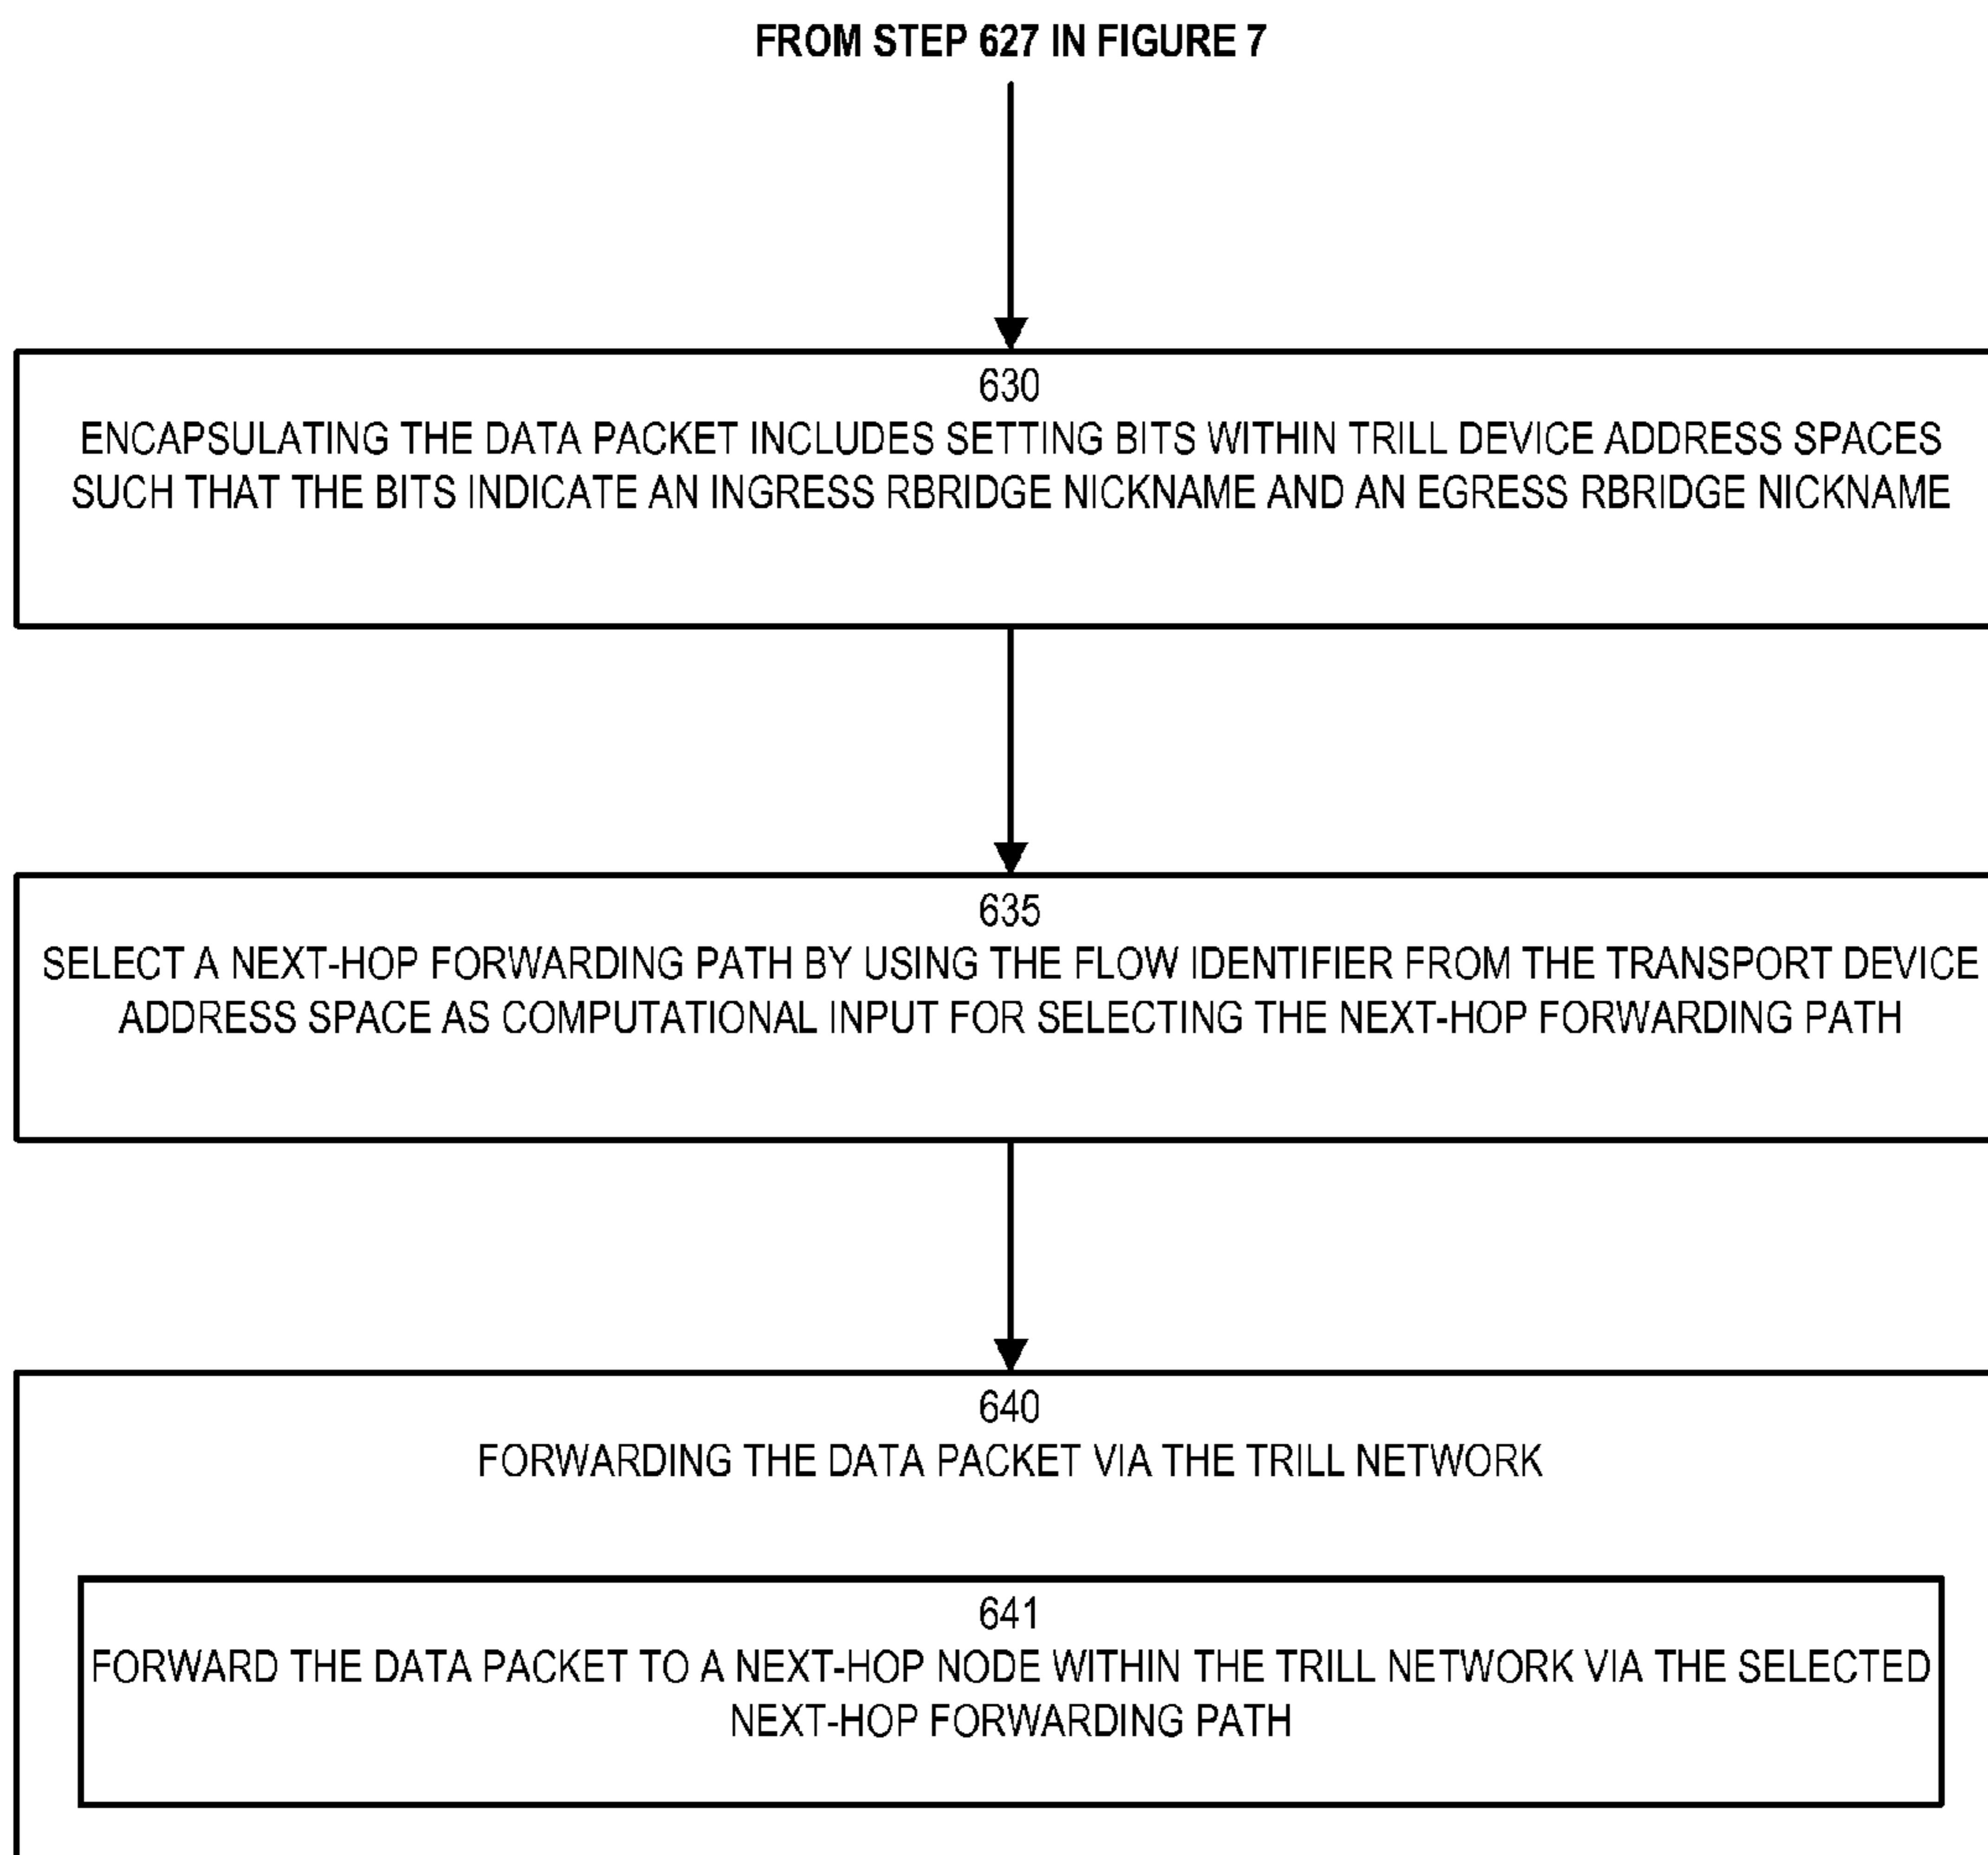 FROM STEP 627 IN FIGURE 7
630
ENCAPSULATING THE DATA PACKET INCLUDES SETTING BITS WITHIN TRILL DEVICE ADDRESS SPACES
SUCH THAT THE BITS INDICATE AN INGRESS RBRIDGE NICKNAME AND AN EGRESS RBRIDGE NICKNAME
635
SELECT A NEXT-HOP FORWARDING PATH BY USING THE FLOW IDENTIFIER FROM THE TRANSPORT DEVICE
ADDRESS SPACE AS COMPUTATIONAL INPUT FOR SELECTING THE NEXT-HOP FORWARDING PATH
640
FORWARDING THE DATA PACKET VIA THE TRILL NETWORK
641
FORWARD THE DATA PACKET TO A NEXT-HOP NODE WITHIN THE TRILL NETWORK VIA THE SELECTED
NEXT-HOP FORWARDING PATH